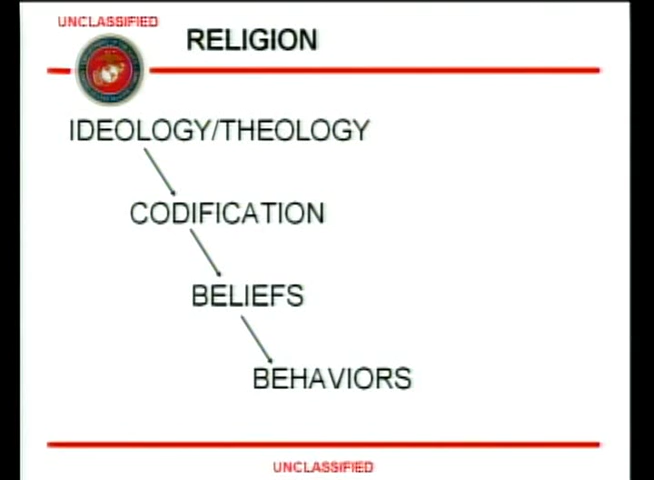 UNCLASSIFIED
RELIGION
IDEOLOGY/THEOLOGY
CODIFICATION
BELIEFS
BEHAVIORS
UNCLASSIFIED